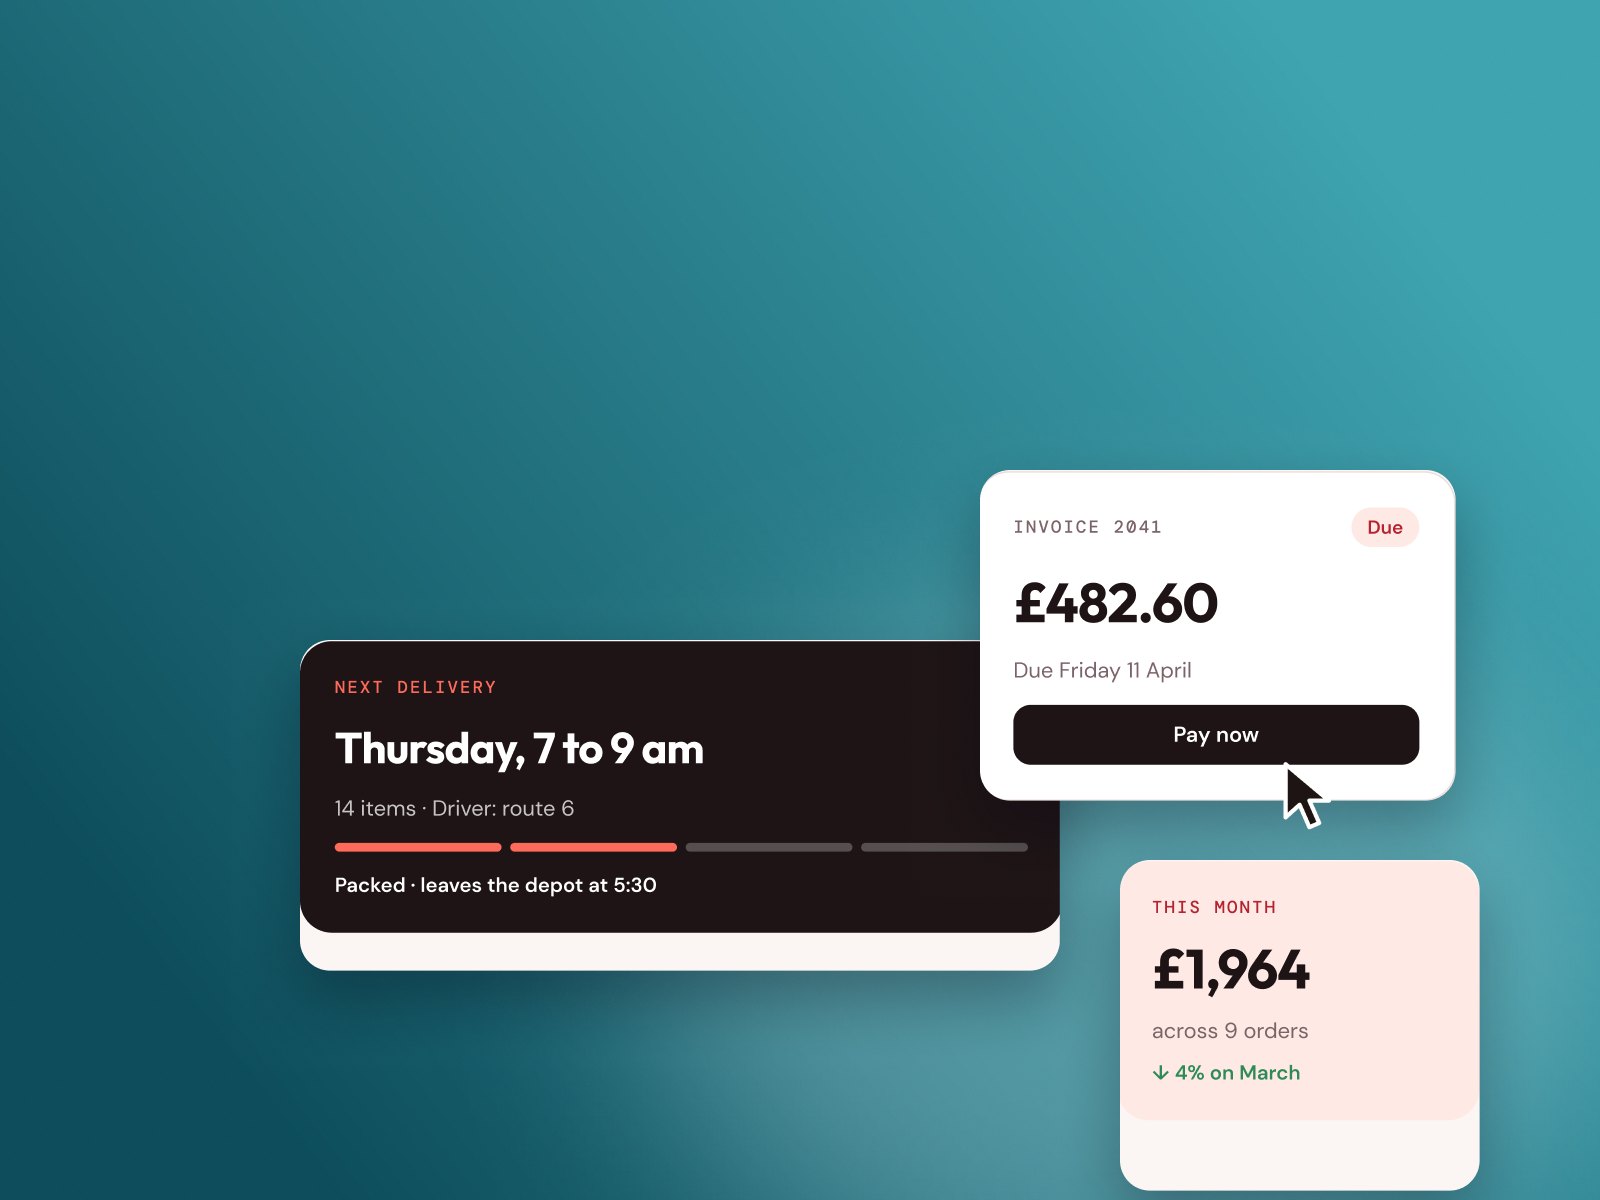 INVOICE 2041
Due
£482.60
Due Friday 11 April
Pay now
NEXT DELIVERY
Thursday, 7 to 9 am
14 items · Driver: route 6
Packed · leaves the depot at 5:30
THIS MONTH
£1,964
across 9 orders
↓ 4% on March